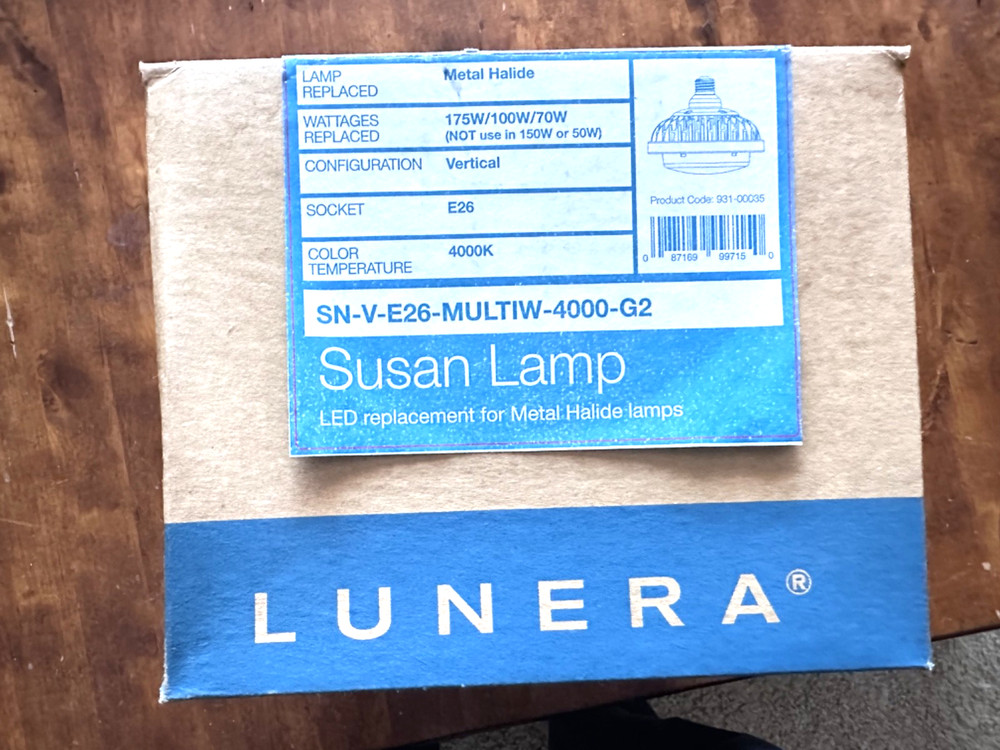 LAMP REPLACED Metal Halide
WATTAGES REPLACED 175W/100W/70W
(NOT use in 150W or 50W)
CONFIGURATION Vertical
SOCKET E26
COLOR TEMPERATURE 4000K
Product Code: 931-00035
0 87169 99715 0
SN-V-E26-MULTIW-4000-G2
Susan Lamp
LED replacement for Metal Halide lamps
LUNERA®